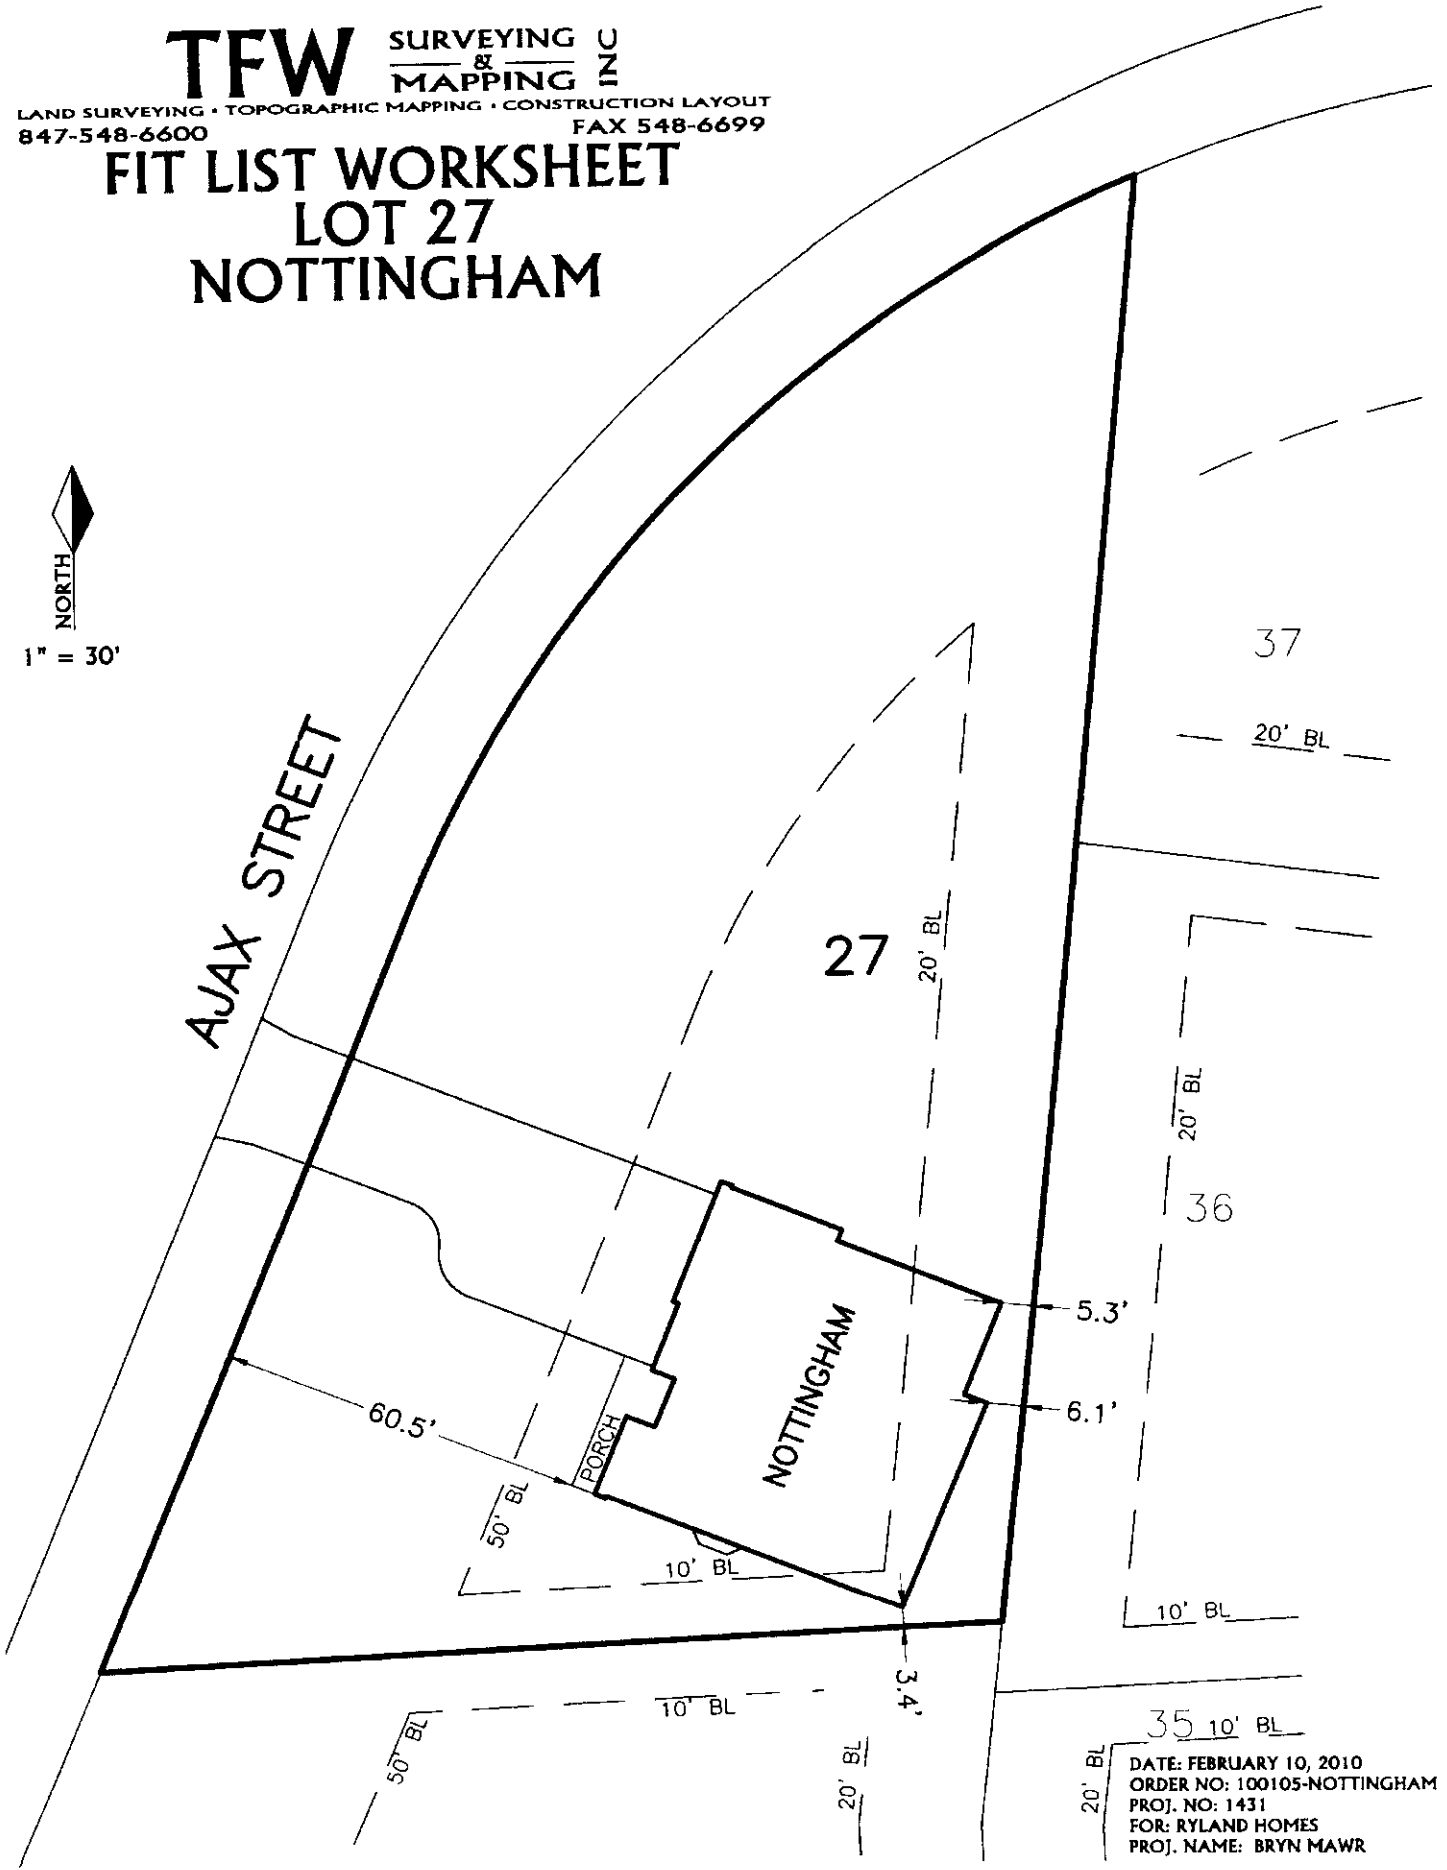 TFW
SURVEYING
&
MAPPING
INC
LAND SURVEYING • TOPOGRAPHIC MAPPING • CONSTRUCTION LAYOUT
847-548-6600
FAX 548-6699
FIT LIST WORKSHEET
LOT 27
NOTTINGHAM
NORTH
1" = 30'
AJAX STREET
37
20' BL
27
20' BL
20' BL
36
5.3'
NOTTINGHAM
6.1'
60.5'
PORCH
50' BL
10' BL
10' BL
3.4'
10' BL
50' BL
20' BL
35
10' BL
20' BL
DATE: FEBRUARY 10, 2010
ORDER NO: 100105-NOTTINGHAM
PROJ. NO: 1431
FOR: RYLAND HOMES
PROJ. NAME: BRYN MAWR